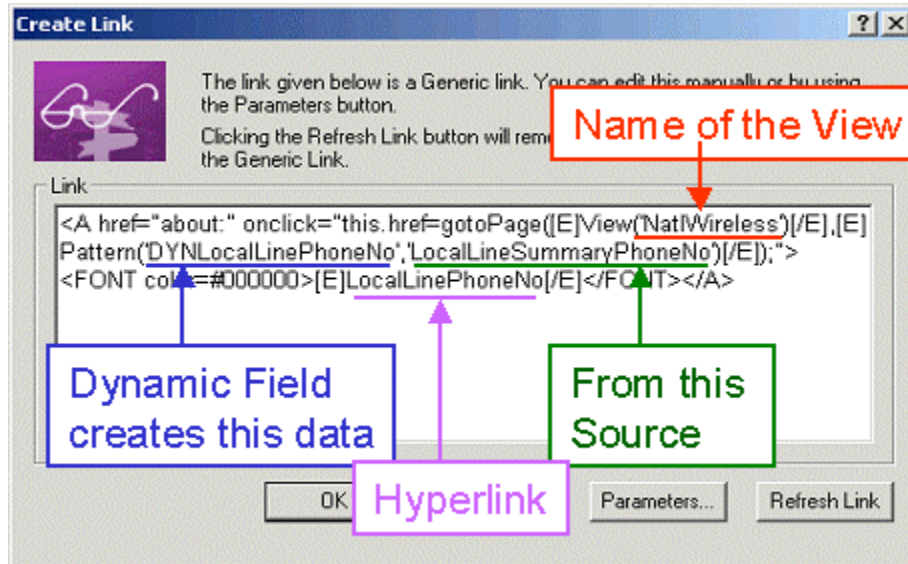 Create Link
The link given below is a Generic link. You can edit this manually or by using
the Parameters button.
Clicking the Refresh Link button will
the Generic Link.
Name of the View
Link
<A href="about:" onclick="this.href=gotoPage([E]View('NatlWireless')[/E],[E]
Pattern('DYNLocalLinePhoneNo','LocalLineSummaryPhoneNo')[/E]);">
<FONT color=#000000>[E]LocalLinePhoneNo[/E]</FONT></A>
Dynamic Field
creates this data
From this
Source
Hyperlink
OK
Parameters...
Refresh Link